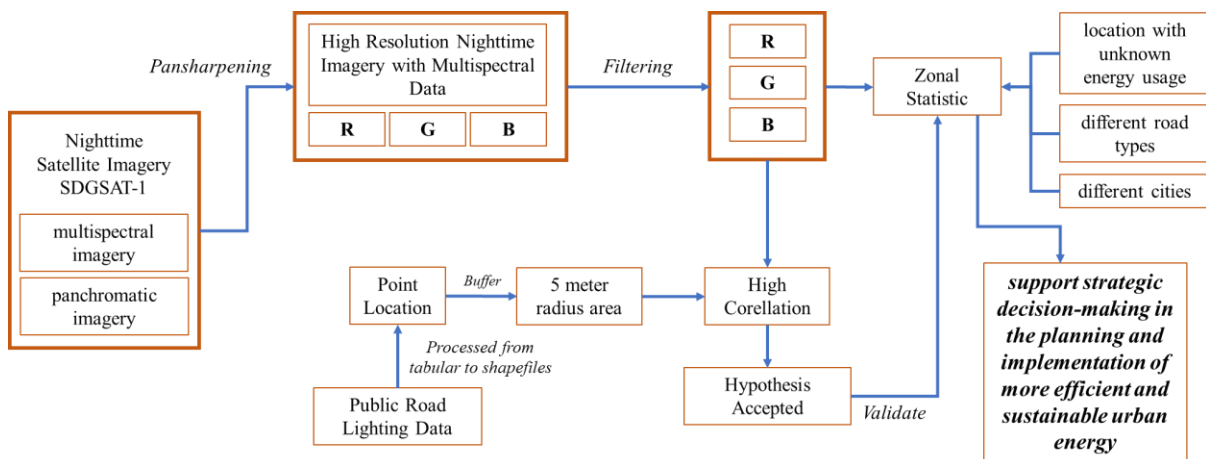 Nighttime
Satellite Imagery
SDGSAT-1
multispectral
imagery
panchromatic
imagery
Pansharpening
High Resolution Nighttime
Imagery with Multispectral
Data
R
G
B
Filtering
R
G
B
Zonal
Statistic
location with
unknown
energy usage
different road
types
different cities
Point
Location
Buffer
5 meter
radius area
High
Corellation
Processed from
tabular to shapefiles
Public Road
Lighting Data
Hypothesis
Accepted
Validate
support strategic
decision-making in
the planning and
implementation of
more efficient and
sustainable urban
energy